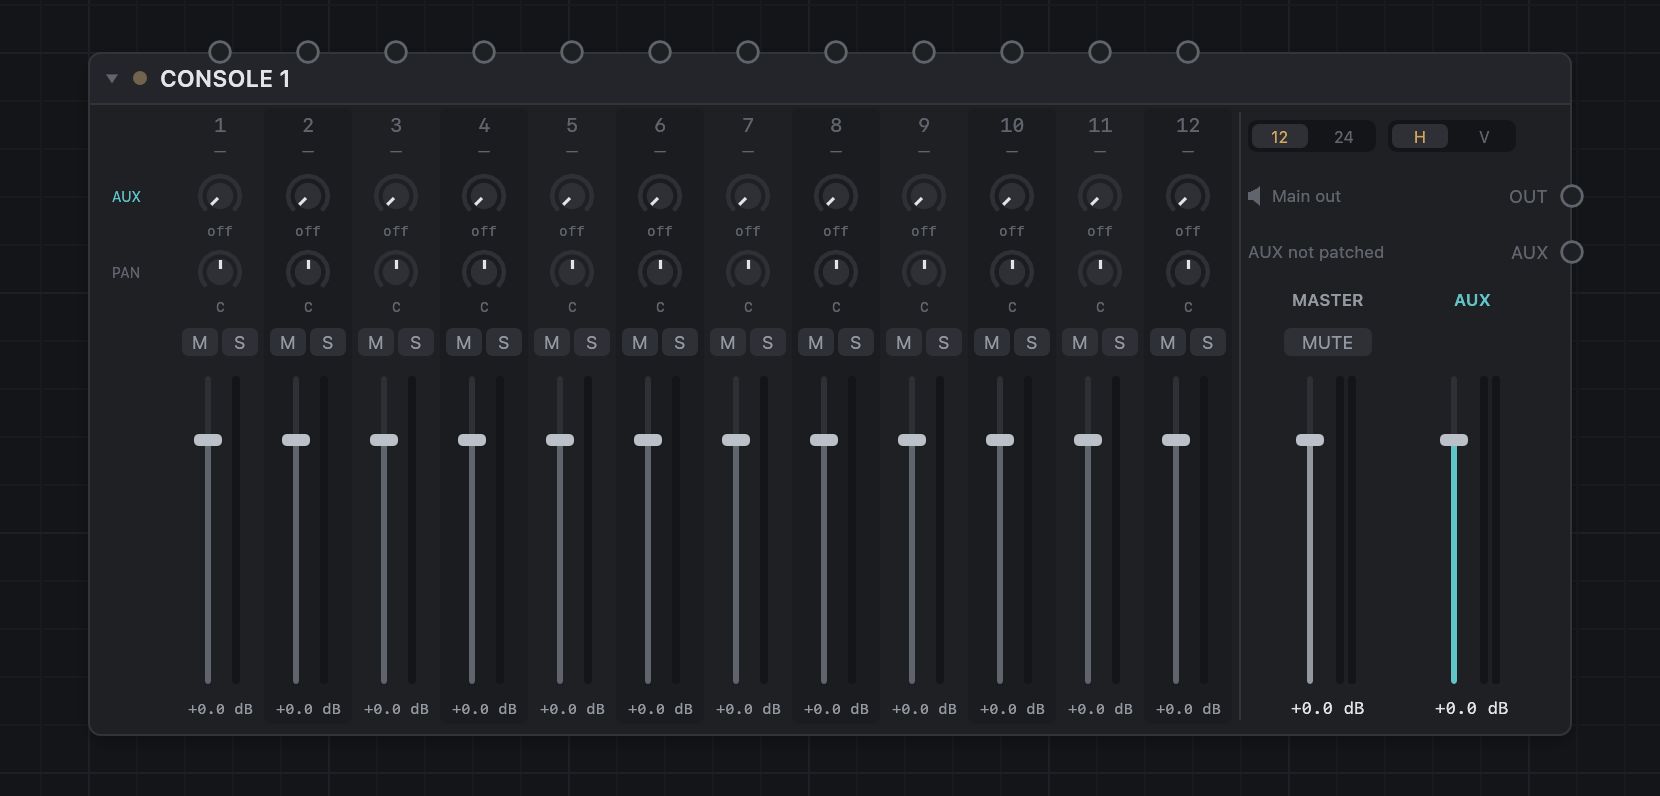 CONSOLE 1
1 2 3 4 5 6 7 8 9 10 11 12
— — — — — — — — — — — —
12 24 H V
AUX
off off off off off off off off off off off off
PAN
C C C C C C C C C C C C
M S M S M S M S M S M S M S M S M S M S M S M S
+0.0 dB +0.0 dB +0.0 dB +0.0 dB +0.0 dB +0.0 dB +0.0 dB +0.0 dB +0.0 dB +0.0 dB +0.0 dB +0.0 dB
Main out OUT
AUX not patched AUX
MASTER AUX
MUTE
+0.0 dB +0.0 dB